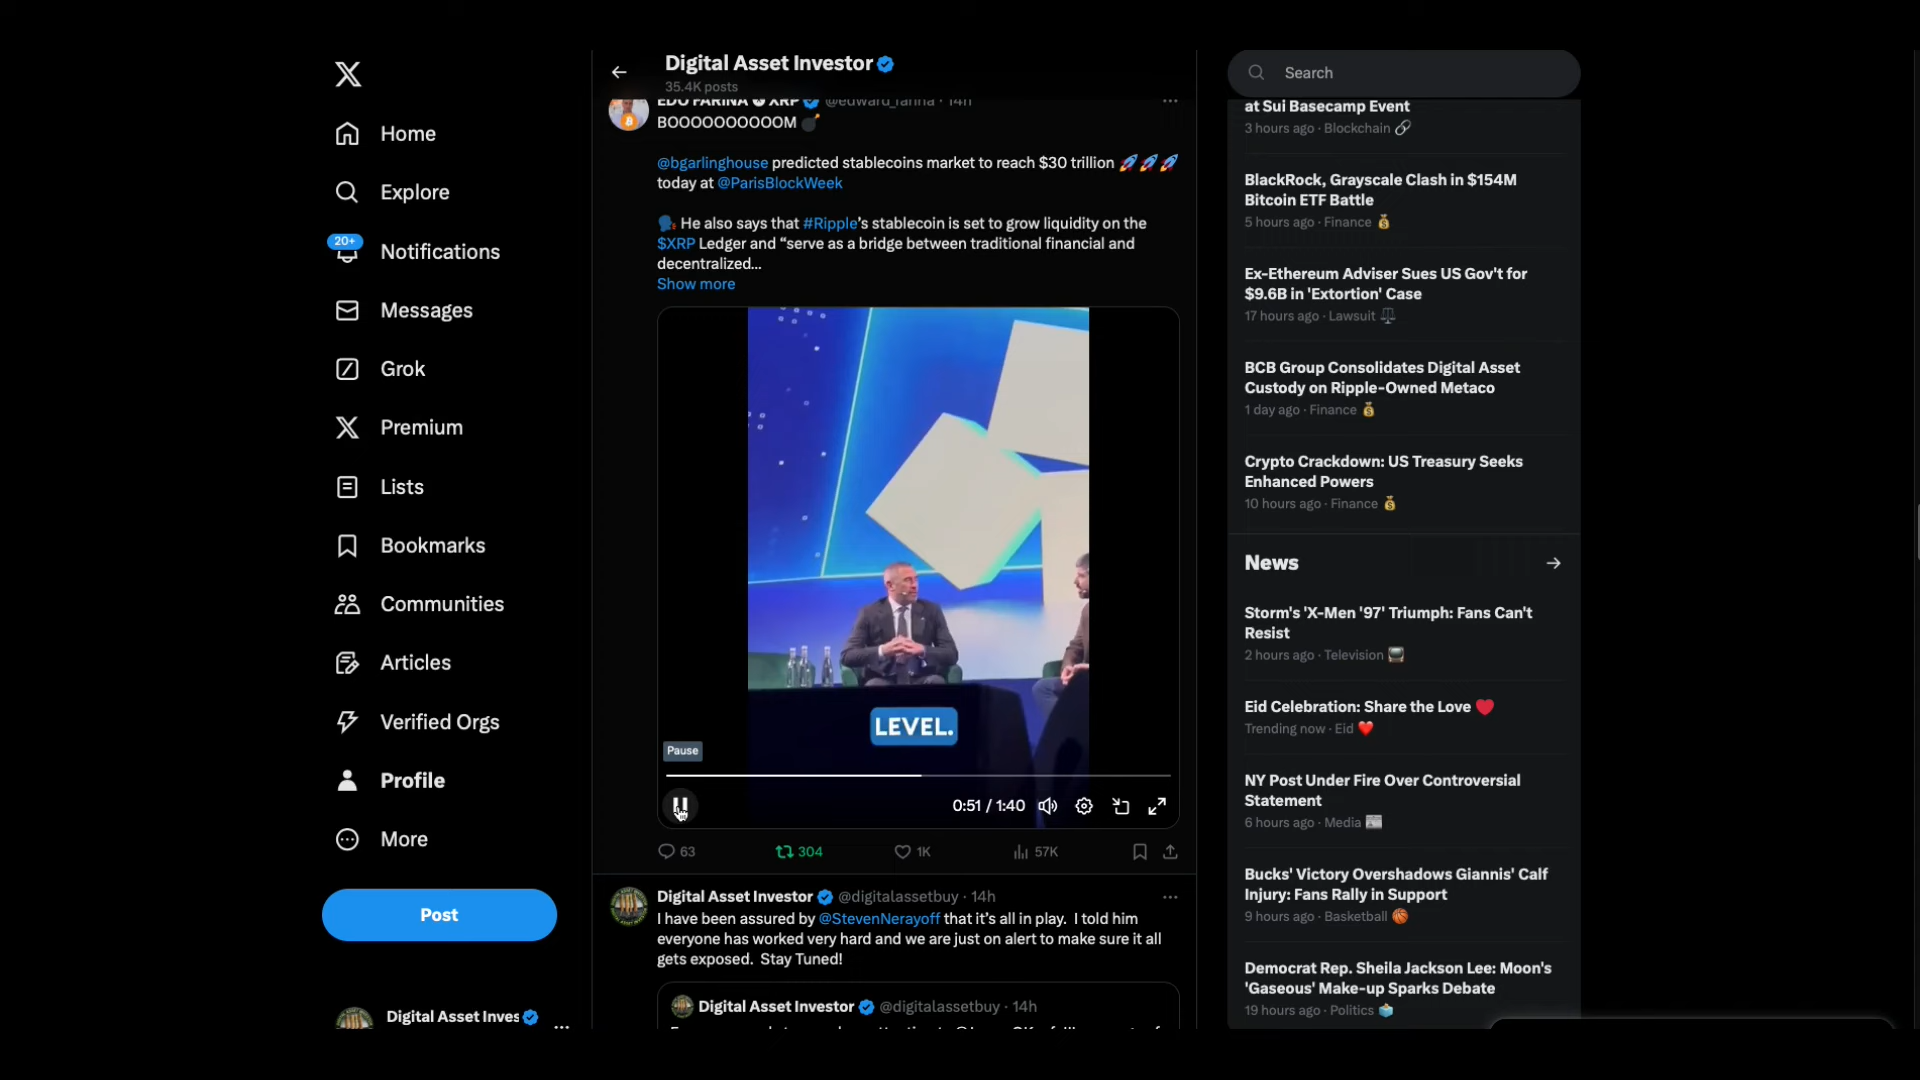 Home
Explore
20+
Notifications
Messages
Grok
Premium
Lists
Bookmarks
Communities
Articles
Verified Orgs
Profile
More
Post
Digital Asset Inves
Digital Asset Investor
35.4K posts
EDO FARINA XRP @edward_farina · 14h
BOOOOOOOOOOM
@bgarlinghouse predicted stablecoins market to reach $30 trillion
today at @ParisBlockWeek
He also says that #Ripple’s stablecoin is set to grow liquidity on the
$XRP Ledger and “serve as a bridge between traditional financial and
decentralized…
Show more
LEVEL.
Pause
0:51 / 1:40
63
304
1K
57K
Digital Asset Investor @digitalassetbuy · 14h
I have been assured by @StevenNerayoff that it’s all in play. I told him
everyone has worked very hard and we are just on alert to make sure it all
gets exposed. Stay Tuned!
Digital Asset Investor @digitalassetbuy · 14h
Search
at Sui Basecamp Event
3 hours ago · Blockchain
BlackRock, Grayscale Clash in $154M
Bitcoin ETF Battle
5 hours ago · Finance
Ex-Ethereum Adviser Sues US Gov't for
$9.6B in 'Extortion' Case
17 hours ago · Lawsuit
BCB Group Consolidates Digital Asset
Custody on Ripple-Owned Metaco
1 day ago · Finance
Crypto Crackdown: US Treasury Seeks
Enhanced Powers
10 hours ago · Finance
News
Storm's 'X-Men '97' Triumph: Fans Can't
Resist
2 hours ago · Television
Eid Celebration: Share the Love
Trending now · Eid
NY Post Under Fire Over Controversial
Statement
6 hours ago · Media
Bucks' Victory Overshadows Giannis' Calf
Injury: Fans Rally in Support
9 hours ago · Basketball
Democrat Rep. Sheila Jackson Lee: Moon's
'Gaseous' Make-up Sparks Debate
19 hours ago · Politics